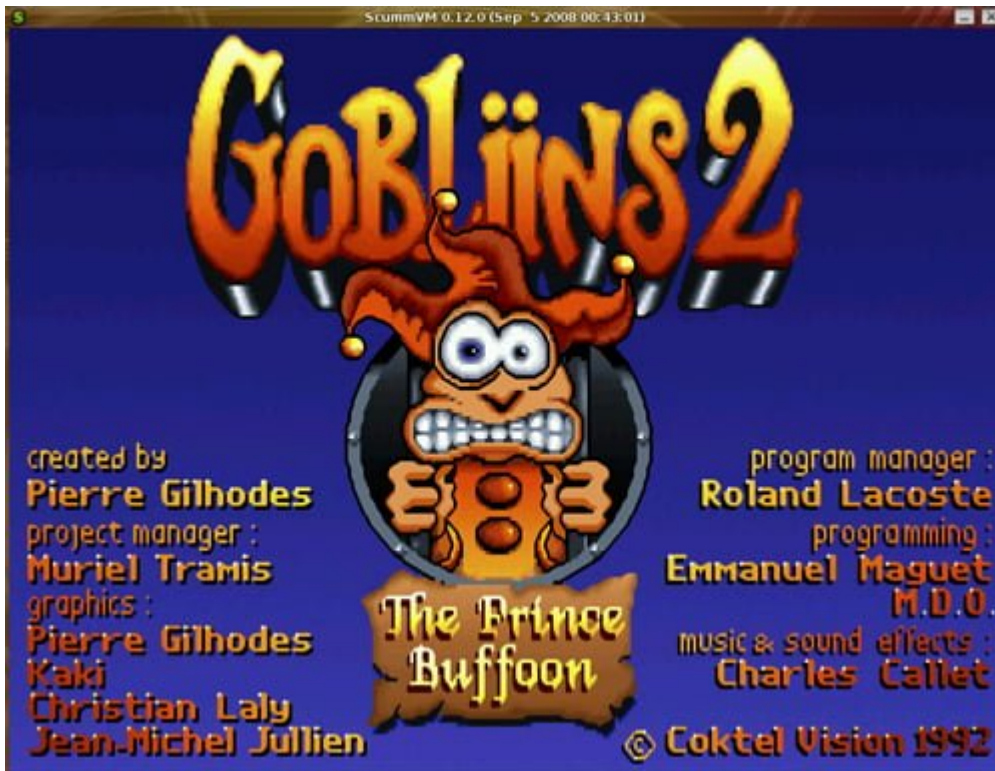 ScummVM 0.12.0 (Sep 5 2008 00:43:01)
GOBLiiNS 2
created by
Pierre Gilhodes
project manager :
Muriel Tramis
graphics :
Pierre Gilhodes
Kaki
Christian Laly
Jean-Michel Jullien
The Prince
Buffoon
program manager :
Roland Lacoste
programming :
Emmanuel Maguet
M.D.O.
music & sound effects :
Charles Callet
© Coktel Vision 1992